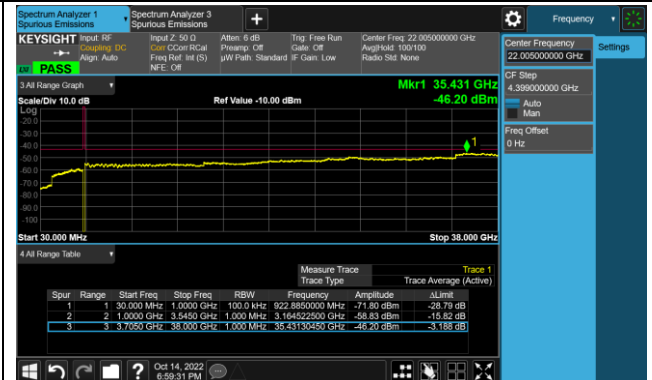 Spectrum Analyzer 1
Spurious Emissions
Spectrum Analyzer 3
Spurious Emissions
Frequency
KEYSIGHT
Input: RF
Coupling: DC
Align: Auto
Input Z: 50 Ω
Corr CCorr RCal
Freq Ref: Int (S)
NFE: Off
Atten: 6 dB
Preamp: Off
µW Path: Standard
Trig: Free Run
Gate: Off
IF Gain: Low
Center Freq: 22.005000000 GHz
Avg|Hold: 100/100
Radio Std: None
PASS
Center Frequency
22.005000000 GHz
Settings
CF Step
4.399000000 GHz
Auto
Man
Freq Offset
0 Hz
3 All Range Graph
Mkr1 35.431 GHz
-46.20 dBm
Scale/Div 10.0 dB
Ref Value -10.00 dBm
Log
-20.0
-30.0
-40.0
-50.0
-60.0
-70.0
-80.0
-90.0
-100
1
Start 30.000 MHz
Stop 38.000 GHz
4 All Range Table
Measure Trace Trace 1
Trace Type Trace Average (Active)
Spur Range Start Freq Stop Freq RBW Frequency Amplitude ΔLimit
1 1 30.000 MHz 1.0000 GHz 100.0 kHz 922.8850000 MHz -71.80 dBm -28.79 dB
2 2 1.0000 GHz 3.5450 GHz 1.000 MHz 3.164522500 GHz -58.83 dBm -15.82 dB
3 3 3.7050 GHz 38.000 GHz 1.000 MHz 35.43130450 GHz -46.20 dBm -3.188 dB
?
Oct 14, 2022
6:59:31 PM